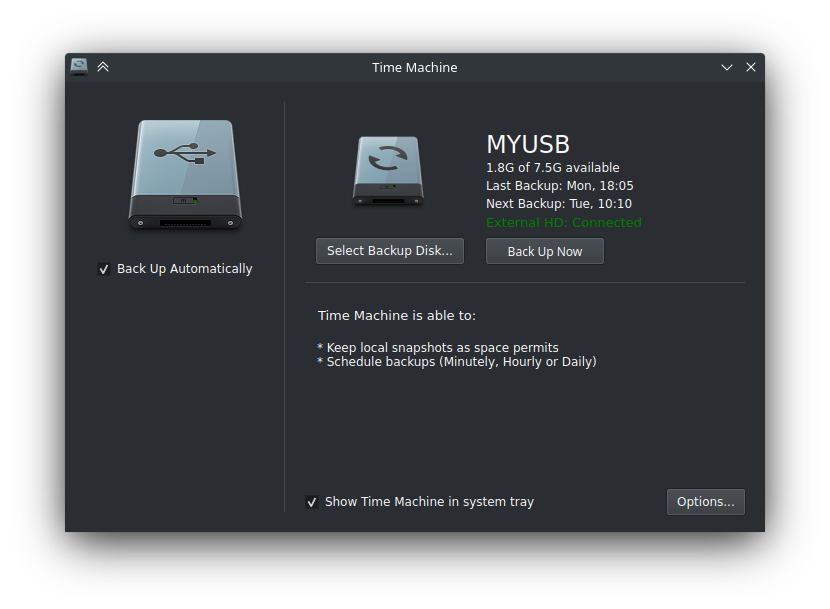 Time Machine
MYUSB
1.8G of 7.5G available
Last Backup: Mon, 18:05
Next Backup: Tue, 10:10
External HD: Connected
Select Backup Disk...
Back Up Now
Back Up Automatically
Time Machine is able to:
* Keep local snapshots as space permits
* Schedule backups (Minutely, Hourly or Daily)
Show Time Machine in system tray
Options...